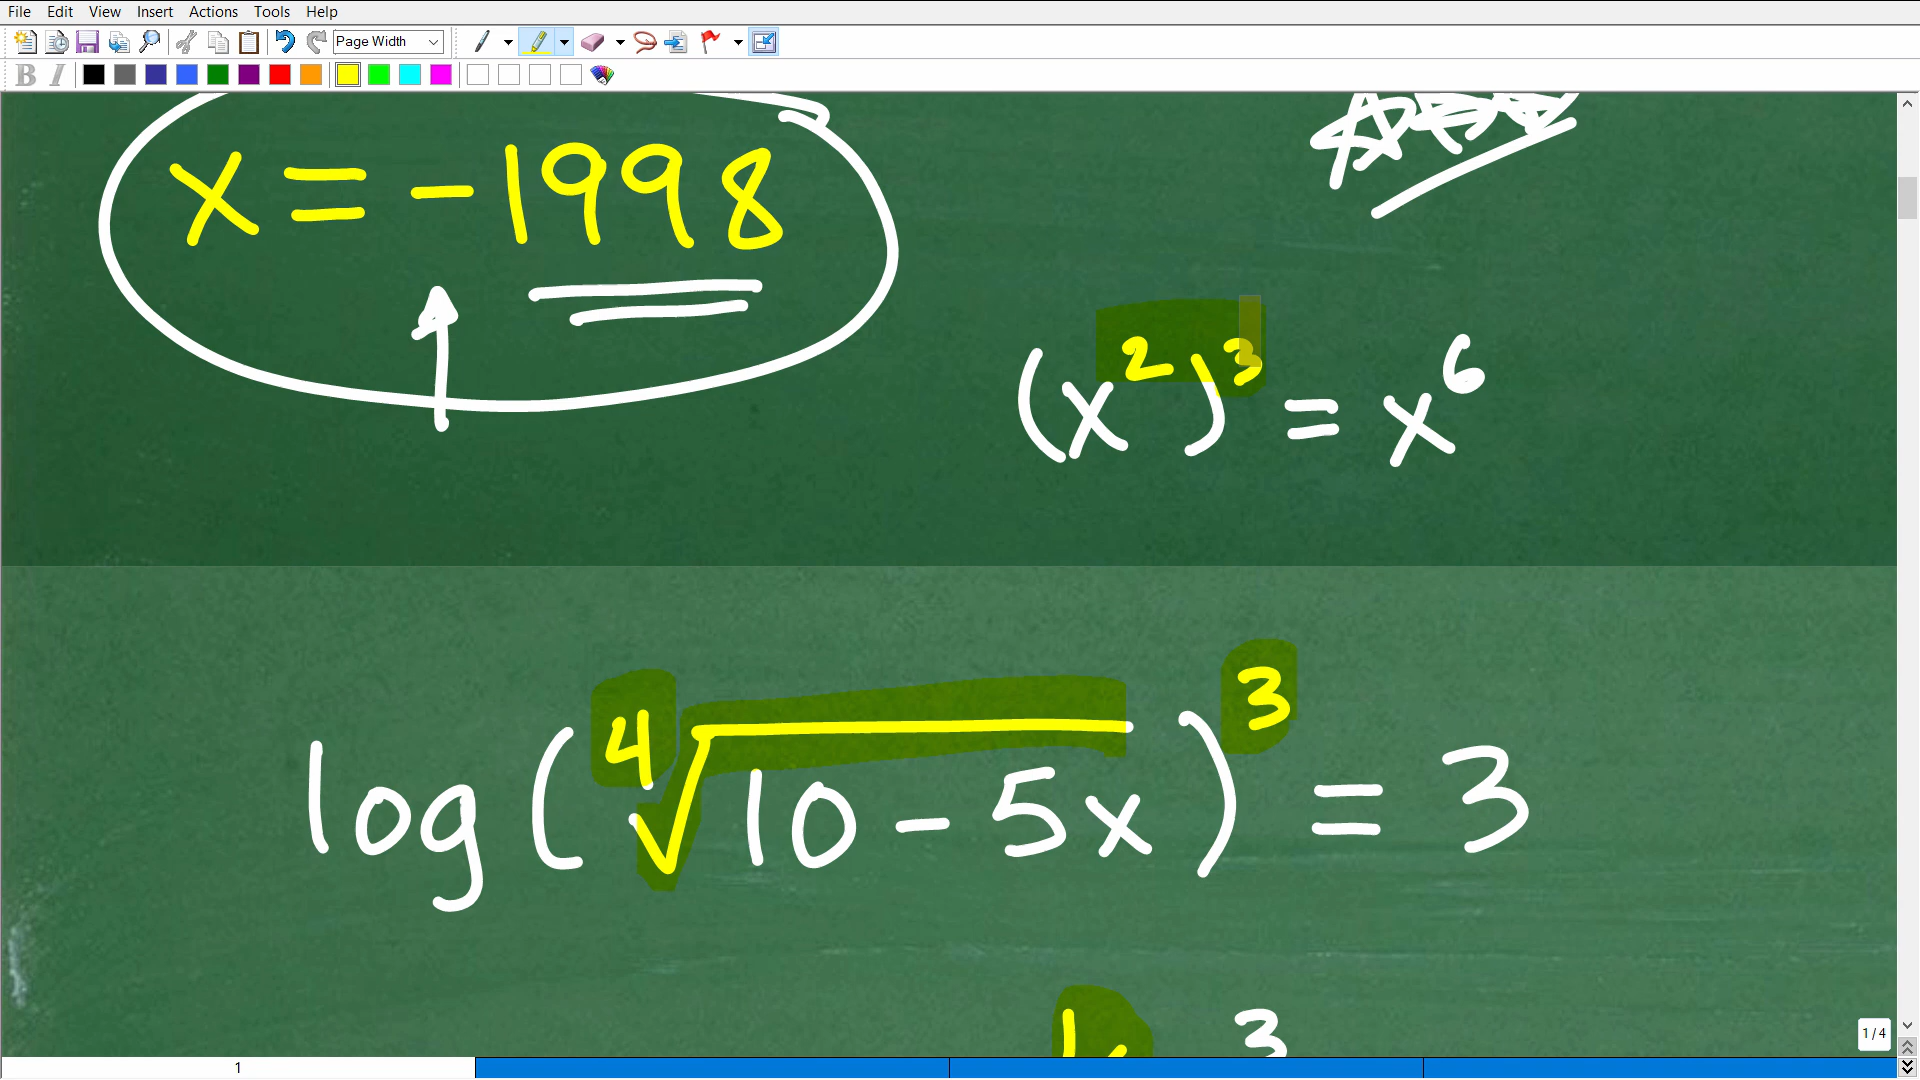 File Edit View Insert Actions Tools Help
Page Width
B I
x = -1998
(x²)³ = x⁶
log(∜(10-5x))³ = 3
3
1/4
1